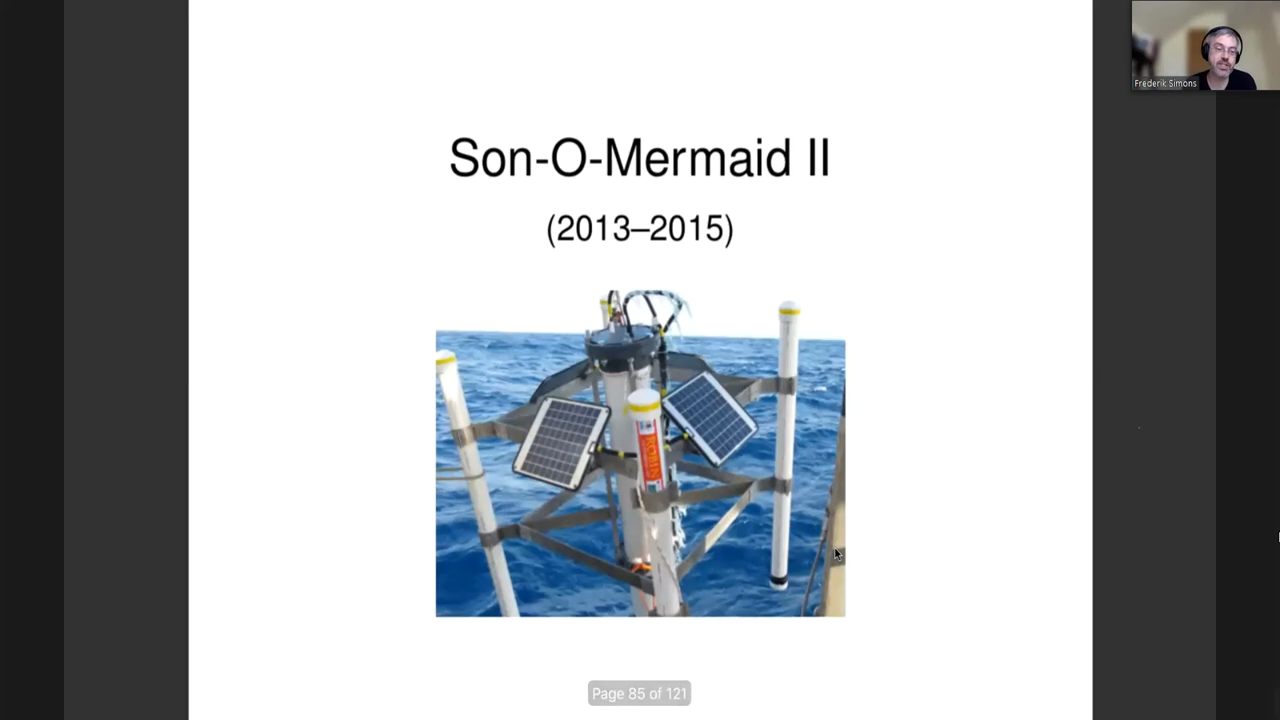 Frederik Simons
Son-O-Mermaid II
(2013–2015)
Page 85 of 121